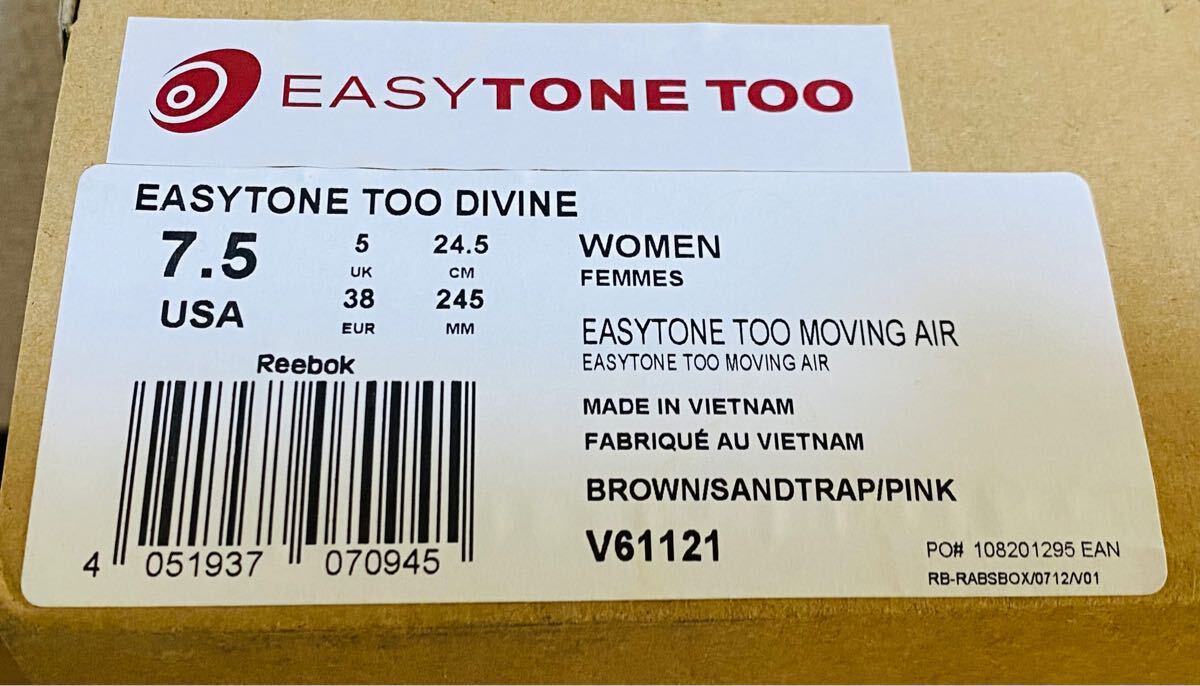 EASYTONE TOO
EASYTONE TOO DIVINE
7.5
USA
5
UK
38
EUR
24.5
CM
245
MM
WOMEN
FEMMES
EASYTONE TOO MOVING AIR
EASYTONE TOO MOVING AIR
MADE IN VIETNAM
FABRIQUÉ AU VIETNAM
BROWN/SANDTRAP/PINK
V61121
Reebok
4 051937 070945
PO# 108201295 EAN
RB-RABSBOX/0712/V01